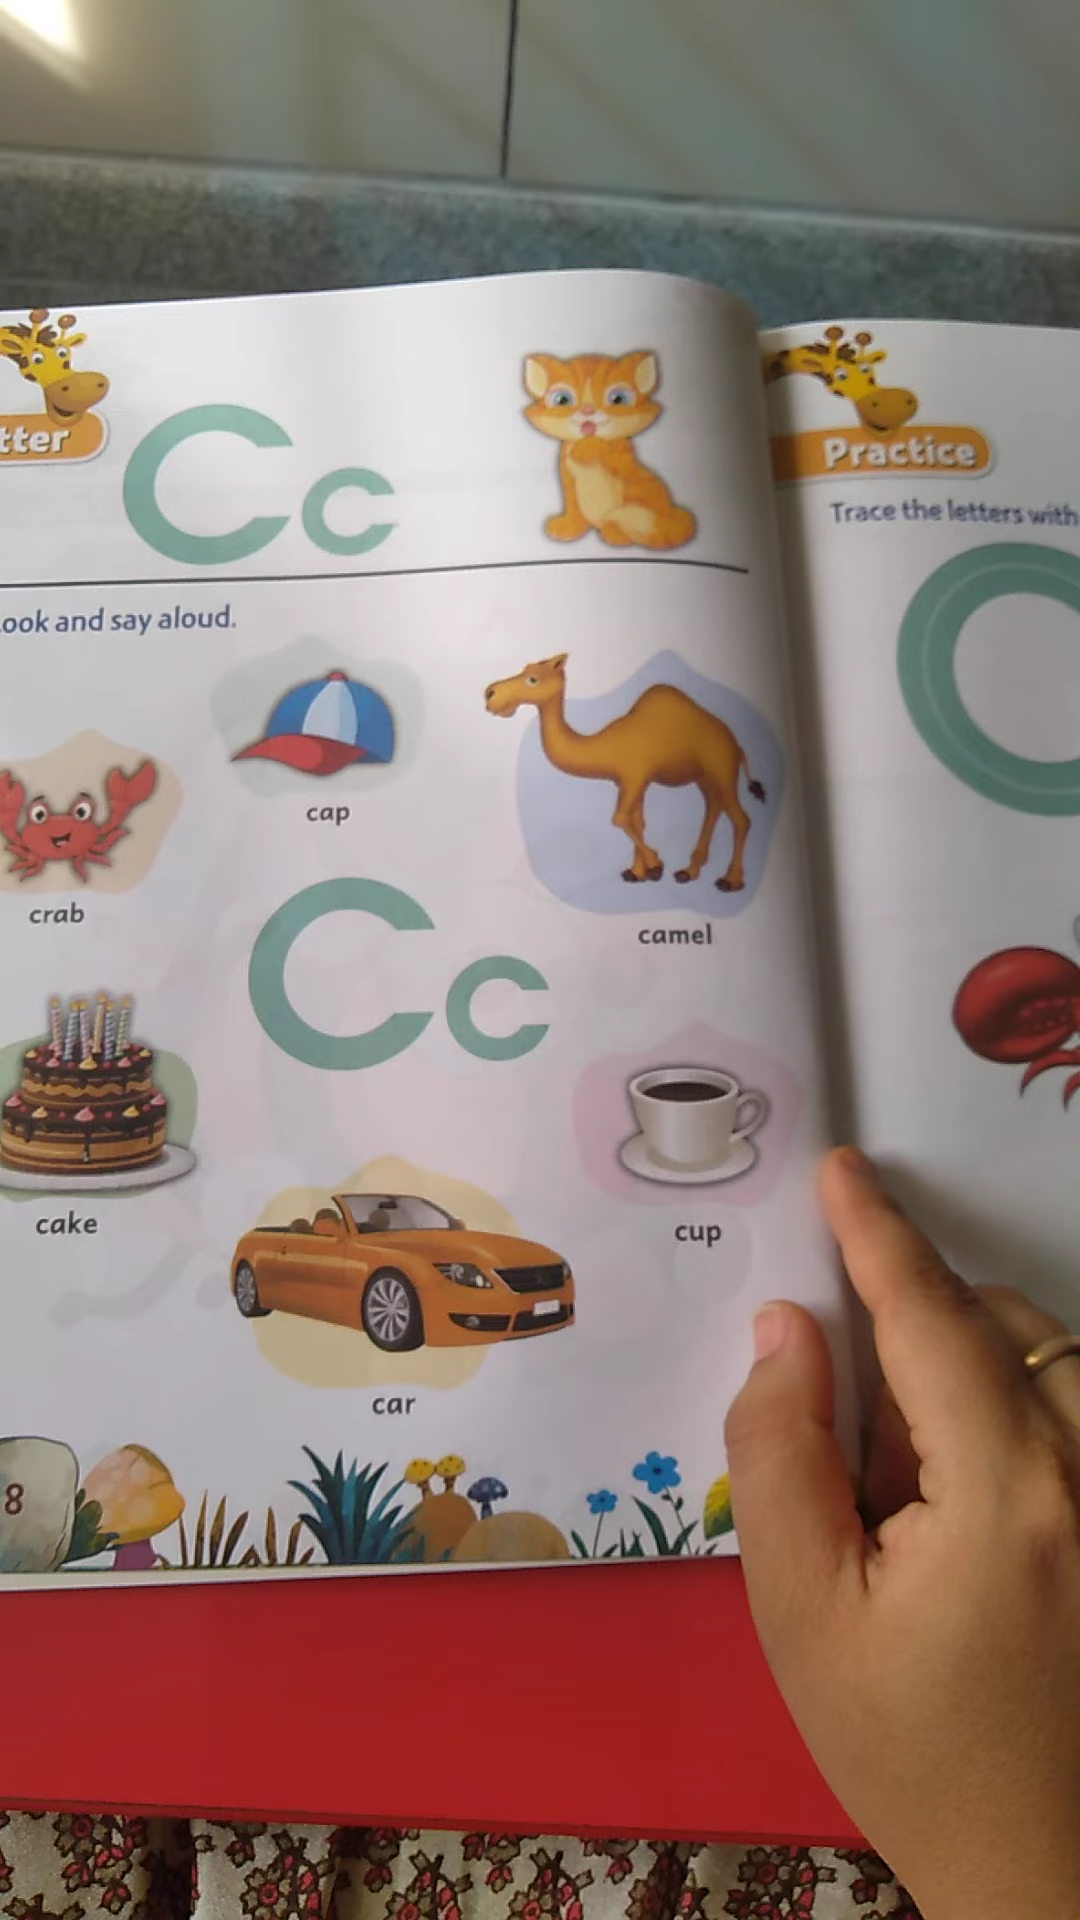 tter
Cc
Practice
Trace the letters with
C
ook and say aloud.
cap
crab
camel
Cc
cake
cup
car
8